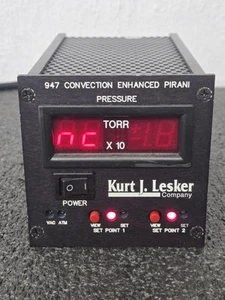 947 CONVECTION ENHANCED PIRANI
PRESSURE
TORR
nc
X 10
Kurt J. Lesker
Company
POWER
VAC ATM
VIEW SET VIEW SET
SET POINT 1 SET POINT 2